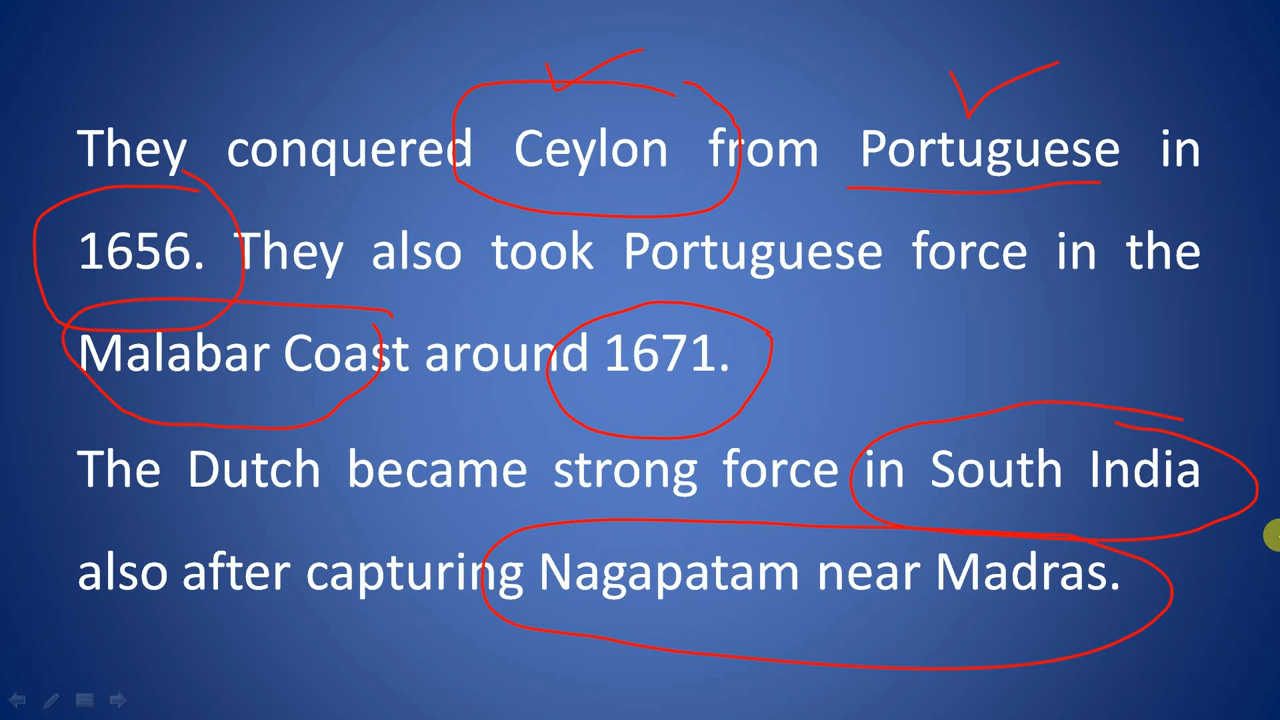 They conquered Ceylon from Portuguese in
1656. They also took Portuguese force in the
Malabar Coast around 1671.
The Dutch became strong force in South India
also after capturing Nagapatam near Madras.